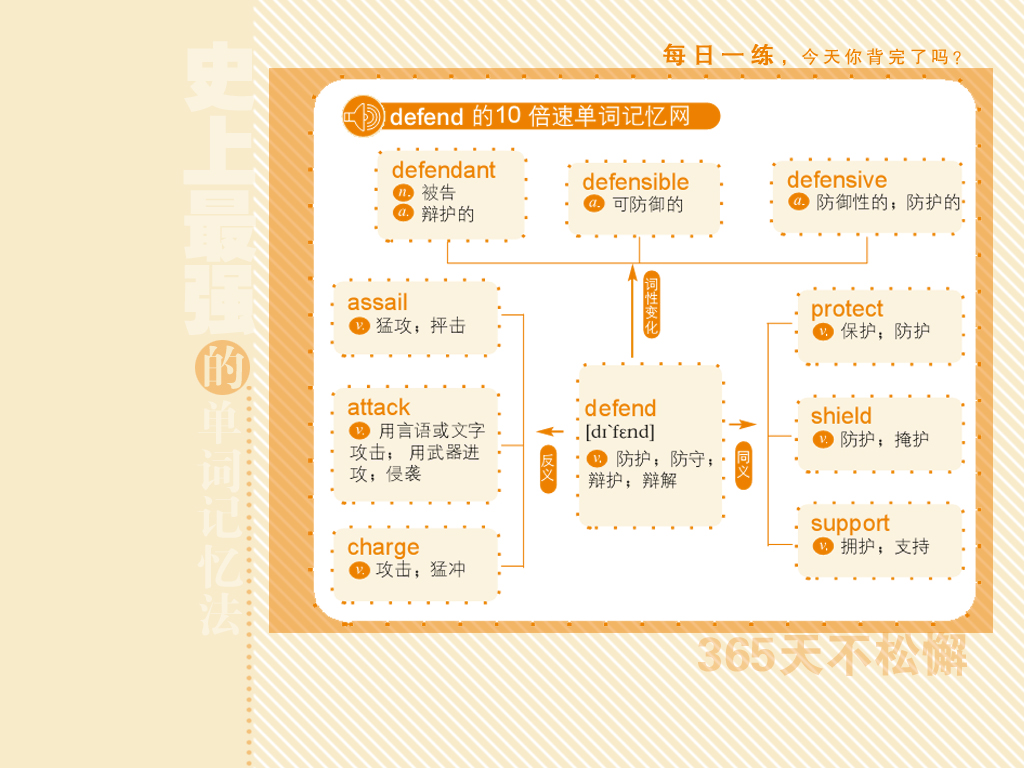 每日一练，今天你背完了吗?
史上最强的单词记忆法
defend 的10 倍速单词记忆网
defendant
n. 被告
a. 辩护的
defensible
a. 可防御的
defensive
a. 防御性的；防护的
词性变化
assail
v. 猛攻；抨击
attack
v. 用言语或文字
攻击； 用武器进
攻；侵袭
charge
v. 攻击；猛冲
反义
defend
[dɪˋfɛnd]
v. 防护；防守；
辩护；辩解
同义
protect
v. 保护；防护
shield
v. 防护；掩护
support
v. 拥护；支持
365天不松懈